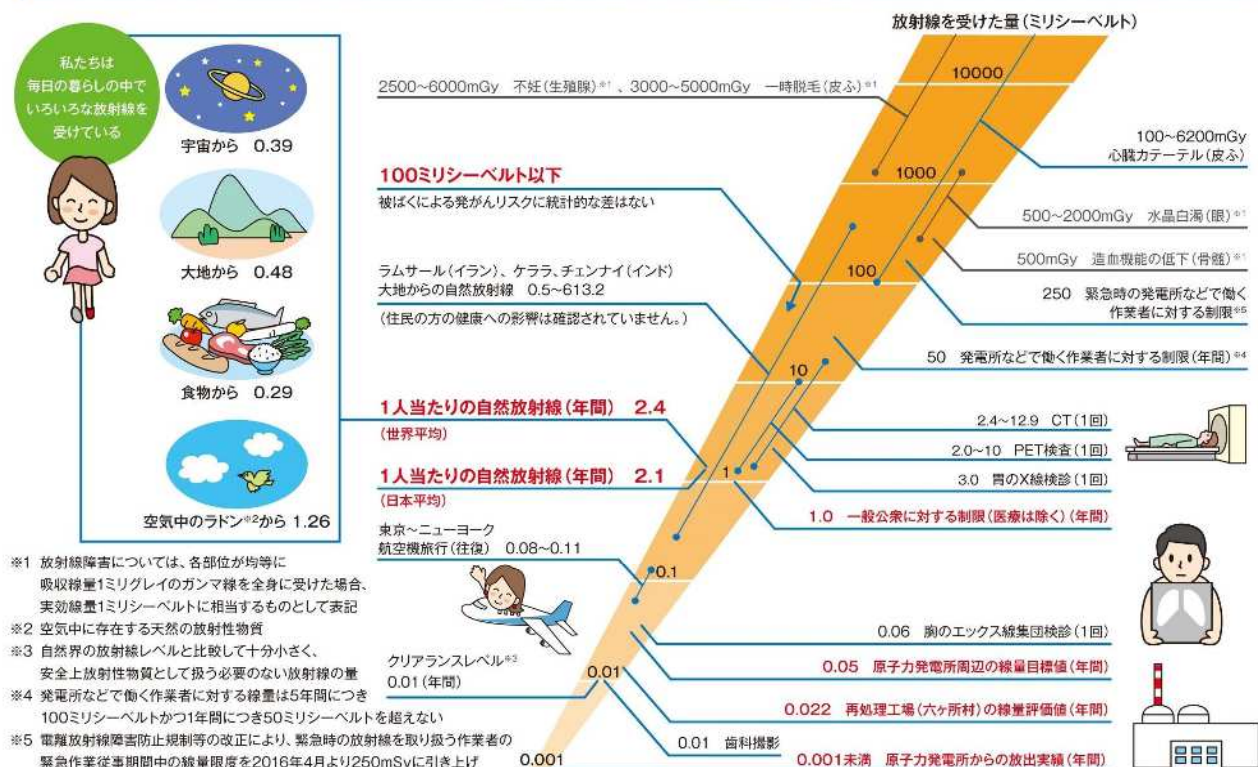 放射線を受けた量(ミリシーベルト)
私たちは
毎日の暮らしの中で
いろいろな放射線を
受けている
宇宙から 0.39
大地から 0.48
食物から 0.29
空気中のラドン※2から 1.26
2500~6000mGy 不妊(生殖腺)※1 、3000~5000mGy 一時脱毛(皮ふ)※1
100ミリシーベルト以下
被ばくによる発がんリスクに統計的な差はない
ラムサール(イラン)、ケララ、チェンナイ(インド)
大地からの自然放射線 0.5~613.2
(住民の方の健康への影響は確認されていません。)
1人当たりの自然放射線(年間) 2.4
(世界平均)
1人当たりの自然放射線(年間) 2.1
(日本平均)
東京~ニューヨーク
航空機旅行(往復) 0.08~0.11
クリアランスレベル※3
0.01(年間)
10000
1000
100
10
1
0.1
0.01
0.001
100~6200mGy
心臓カテーテル(皮ふ)
500~2000mGy 水晶白濁(眼)※1
500mGy 造血機能の低下(骨髄)※1
250 緊急時の発電所などで働く
作業者に対する制限※5
50 発電所などで働く作業者に対する制限(年間)※4
2.4~12.9 CT(1回)
2.0~10 PET検査(1回)
3.0 胃のX線検診(1回)
1.0 一般公衆に対する制限(医療は除く)(年間)
0.06 胸のエックス線集団検診(1回)
0.05 原子力発電所周辺の線量目標値(年間)
0.022 再処理工場(六ヶ所村)の線量評価値(年間)
0.01 歯科撮影
0.001未満 原子力発電所からの放出実績(年間)
※1 放射線障害については、各部位が均等に
吸収線量1ミリグレイのガンマ線を全身に受けた場合、
実効線量1ミリシーベルトに相当するものとして表記
※2 空気中に存在する天然の放射性物質
※3 自然界の放射線レベルと比較して十分小さく、
安全上放射性物質として扱う必要のない放射線の量
※4 発電所などで働く作業者に対する線量は5年間につき
100ミリシーベルトかつ1年間につき50ミリシーベルトを超えない
※5 電離放射線障害防止規制等の改正により、緊急時の放射線を取り扱う作業者の
緊急作業従事期間中の線量限度を2016年4月より250mSvに引き上げ